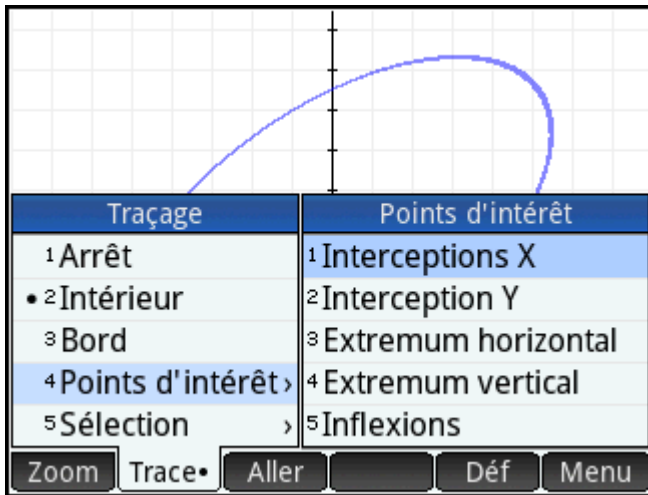 Traçage
1 Arrêt
• 2 Intérieur
3 Bord
4 Points d'intérêt ›
5 Sélection ›
Points d'intérêt
1 Interceptions X
2 Interception Y
3 Extremum horizontal
4 Extremum vertical
5 Inflexions
Zoom Trace• Aller Déf Menu